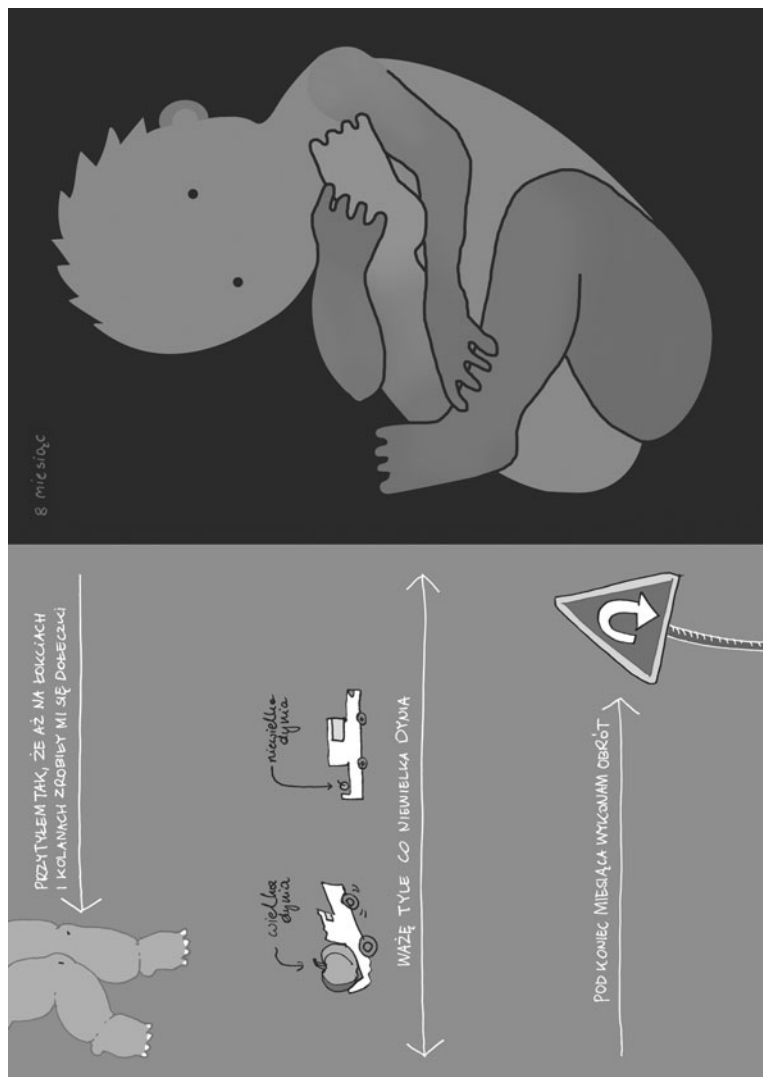 PRZYTYŁEM TAK, ŻE AŻ NA ŁOKCIACH
I KOLANACH ZROBIŁY MI SIĘ DOŁECZKI
wielka
dynia
niewielka
dynia
WAŻĘ TYLE CO NIEWIELKA DYNIA
POD KONIEC MIESIĄCA WYKONAM OBRÓT
8 miesiąc